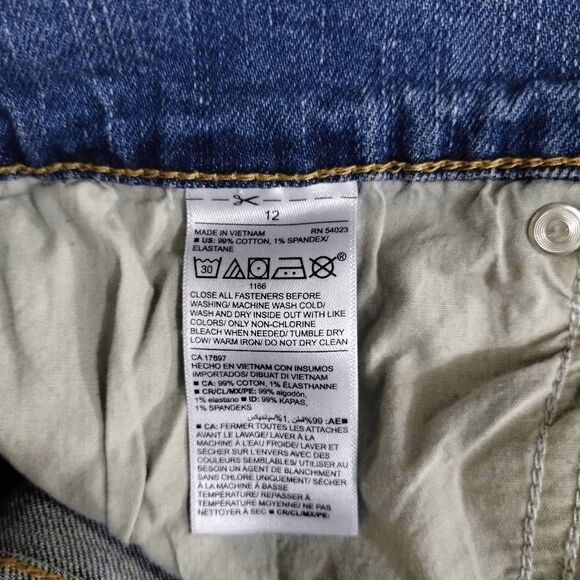 12
MADE IN VIETNAM RN 54023
■ US: 99% COTTON, 1% SPANDEX/
ELASTANE
30
®
1166
CLOSE ALL FASTENERS BEFORE
WASHING/ MACHINE WASH COLD/
WASH AND DRY INSIDE OUT WITH LIKE
COLORS/ ONLY NON-CHLORINE
BLEACH WHEN NEEDED/ TUMBLE DRY
LOW/ WARM IRON/ DO NOT DRY CLEAN
CA 17897
HECHO EN VIETNAM CON INSUMOS
IMPORTADOS/ DIBUAT DI VIETNAM
■ CA: 99% COTTON, 1% ÉLASTHANNE
■ CR/CL/MX/PE: 99% algodón,
1% elastano ■ ID: 99% KAPAS,
1% SPANDEKS
■ AE: 99% قطن, 1% سباندیکس
■ CA: FERMER TOUTES LES ATTACHES
AVANT LE LAVAGE/ LAVER À LA
MACHINE À L'EAU FROIDE/ LAVER ET
SÉCHER SUR L'ENVERS AVEC DES
COULEURS SEMBLABLES/ UTILISER AU
BESOIN UN AGENT DE BLANCHIMENT
SANS CHLORE UNIQUEMENT/ SÉCHER
À LA MACHINE À BASSE
TEMPÉRATURE/ REPASSER À
TEMPÉRATURE MOYENNE/ NE PAS
NETTOYER À SEC ■ CR/CL/MX/PE: